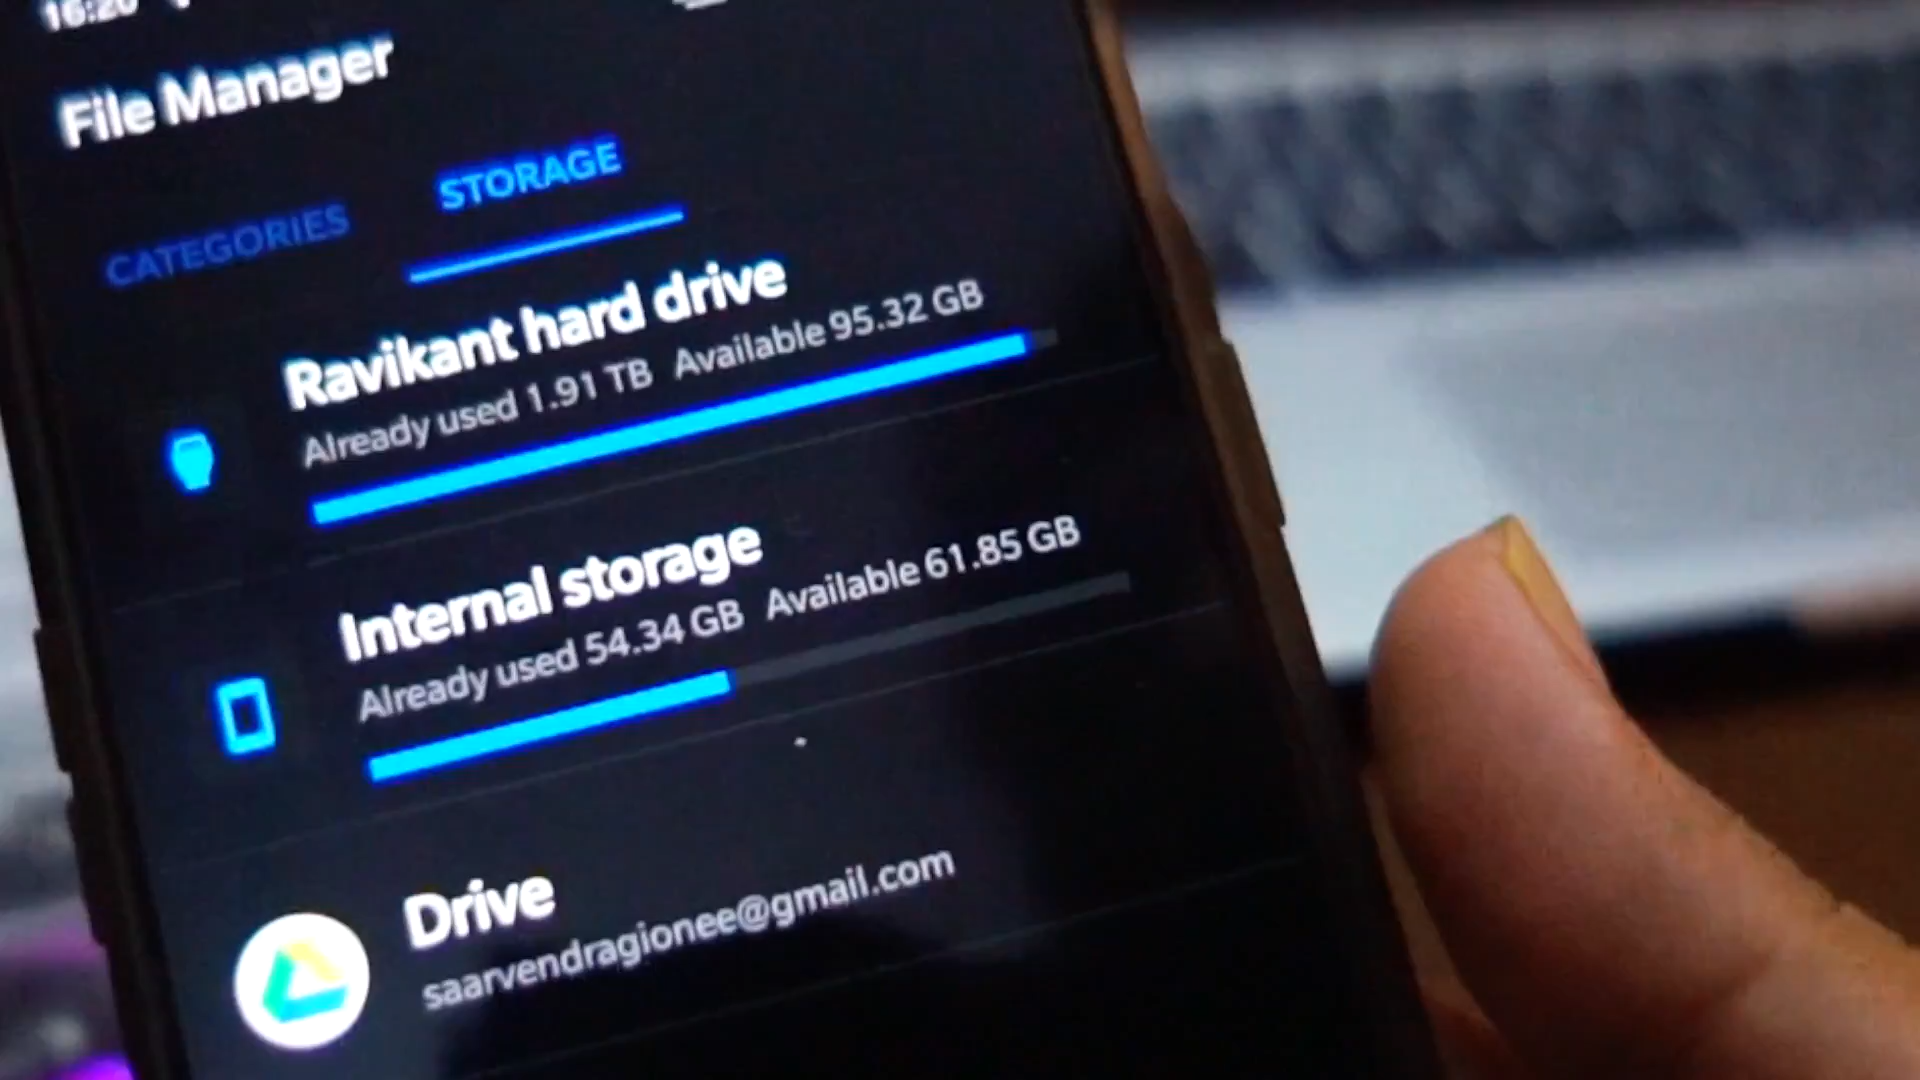 16:20
File Manager
CATEGORIES STORAGE
Ravikant hard drive
Already used 1.91 TB Available 95.32 GB
Internal storage
Already used 54.34 GB Available 61.85 GB
Drive
saarvendragionee@gmail.com